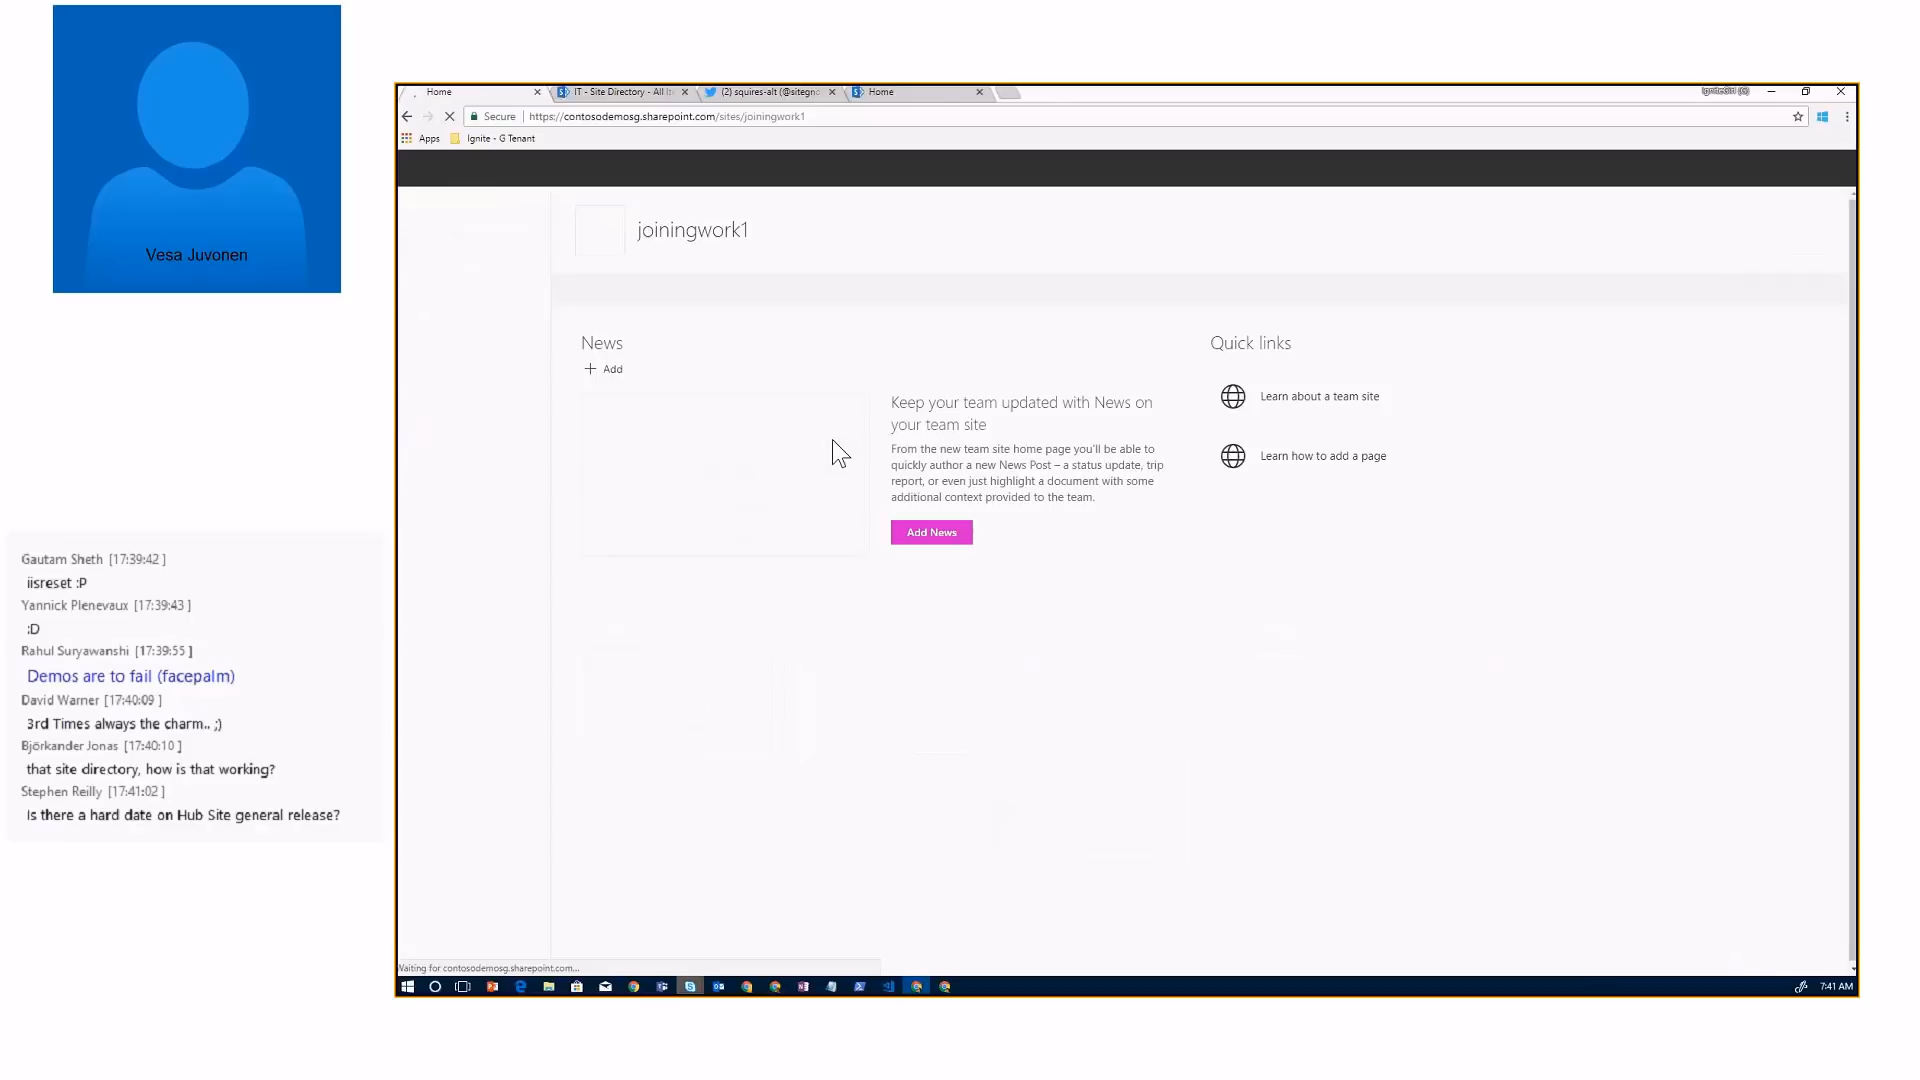 Vesa Juvonen
Gautam Sheth [17:39:42 ]
iisreset :P
Yannick Plenevaux [17:39:43 ]
:D
Rahul Suryawanshi [17:39:55 ]
Demos are to fail (facepalm)
David Warner [17:40:09 ]
3rd Times always the charm.. ;)
Björkander Jonas [17:40:10 ]
that site directory, how is that working?
Stephen Reilly [17:41:02 ]
Is there a hard date on Hub Site general release?
Home
IT - Site Directory - All Ite
(2) squires-alt (@sitegno
Home
Secure
https://contosodemosg.sharepoint.com/sites/joiningwork1
Apps
Ignite - G Tenant
joiningwork1
News
+ Add
Keep your team updated with News on
your team site
From the new team site home page you'll be able to
quickly author a new News Post – a status update, trip
report, or even just highlight a document with some
additional context provided to the team.
Add News
Quick links
Learn about a team site
Learn how to add a page
Waiting for contosodemosg.sharepoint.com...
7:41 AM